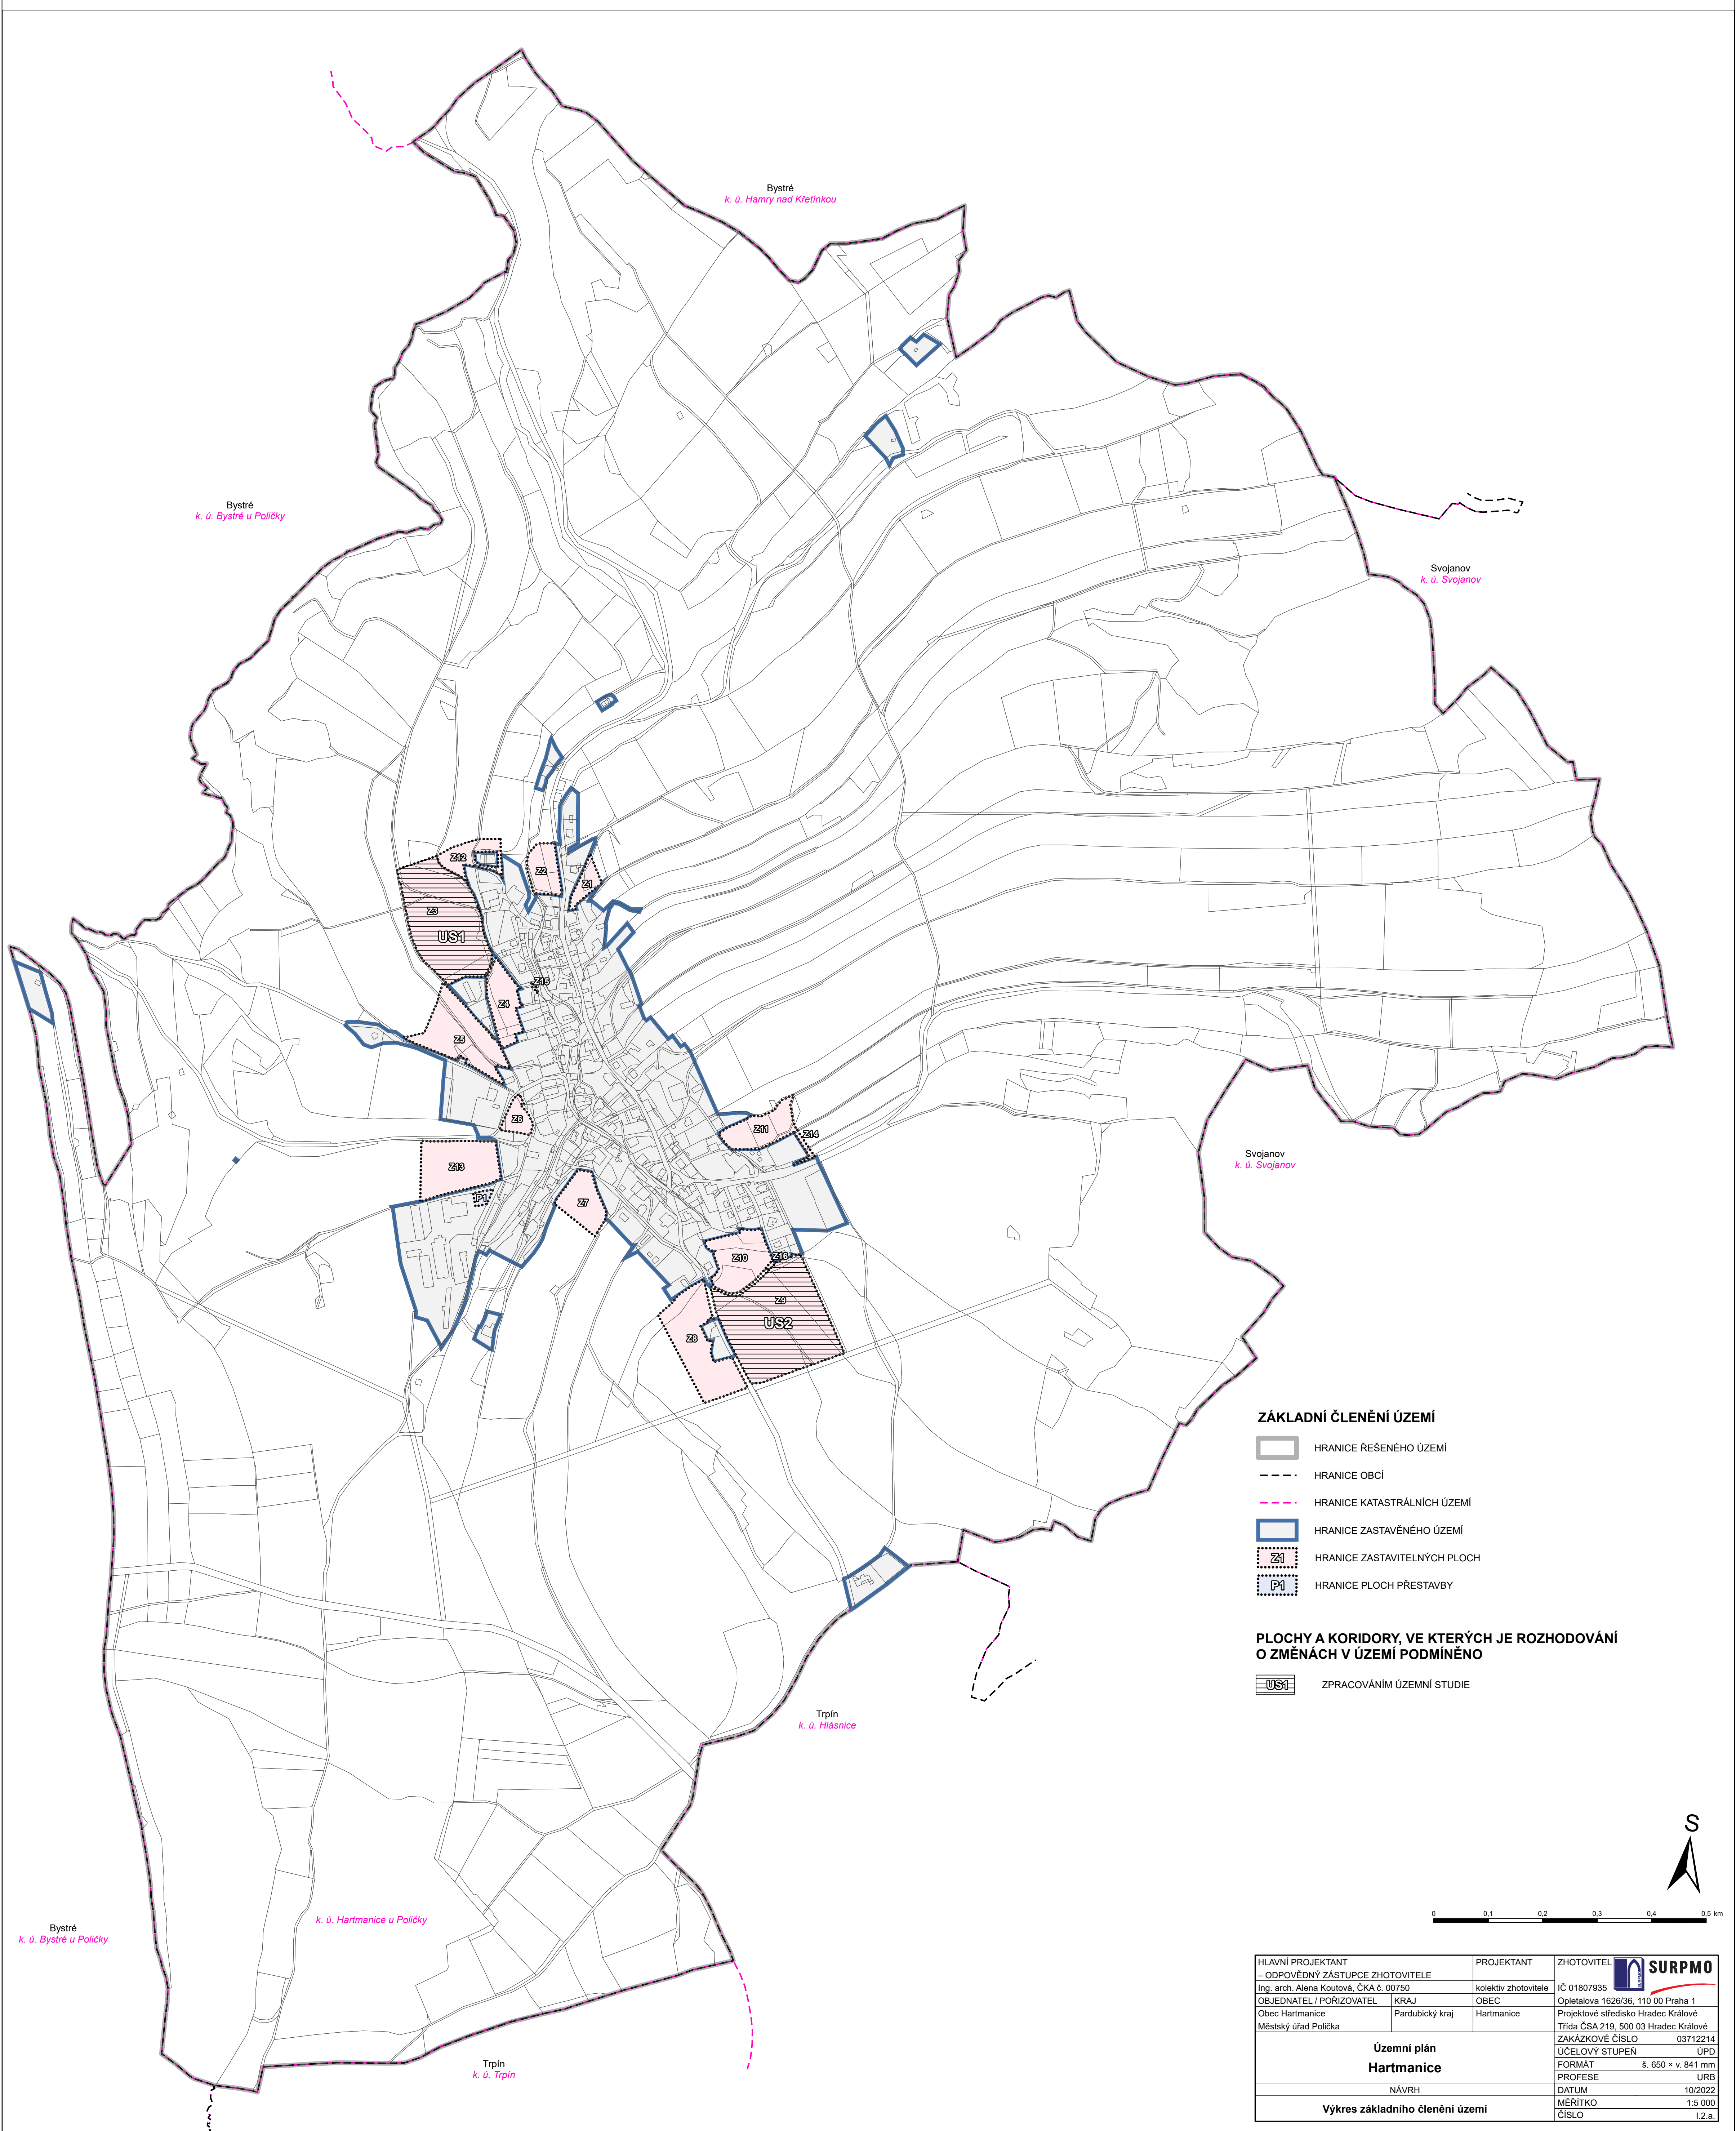 Bystré
k. ú. Hamry nad Křetínkou
Bystré
k. ú. Bystré u Poličky
Svojanov
k. ú. Svojanov
Z12
Z2
Z1
Z3
US1
Z15
Z4
Z5
Z6
Z11
Z14
Z13
P1
Z7
Svojanov
k. ú. Svojanov
Z10
Z16
Z9
US2
Z8
ZÁKLADNÍ ČLENĚNÍ ÚZEMÍ
HRANICE ŘEŠENÉHO ÚZEMÍ
HRANICE OBCÍ
HRANICE KATASTRÁLNÍCH ÚZEMÍ
HRANICE ZASTAVĚNÉHO ÚZEMÍ
Z1 HRANICE ZASTAVITELNÝCH PLOCH
P1 HRANICE PLOCH PŘESTAVBY
PLOCHY A KORIDORY, VE KTERÝCH JE ROZHODOVÁNÍ
O ZMĚNÁCH V ÚZEMÍ PODMÍNĚNO
US1 ZPRACOVÁNÍM ÚZEMNÍ STUDIE
Trpín
k. ú. Hlásnice
S
0 0,1 0,2 0,3 0,4 0,5 km
k. ú. Hartmanice u Poličky
Bystré
k. ú. Bystré u Poličky
Trpín
k. ú. Trpín
HLAVNÍ PROJEKTANT
– ODPOVĚDNÝ ZÁSTUPCE ZHOTOVITELE
PROJEKTANT
ZHOTOVITEL
SURPMO
Ing. arch. Alena Koutová, ČKA č. 00750
kolektiv zhotovitele
IČ 01807935
OBJEDNATEL / POŘIZOVATEL KRAJ OBEC
Opletalova 1626/36, 110 00 Praha 1
Obec Hartmanice Pardubický kraj Hartmanice
Projektové středisko Hradec Králové
Městský úřad Polička
Třída ČSA 219, 500 03 Hradec Králové
Územní plán
Hartmanice
ZAKÁZKOVÉ ČÍSLO 03712214
ÚČELOVÝ STUPEŇ ÚPD
FORMÁT š. 650 × v. 841 mm
PROFESE URB
NÁVRH
DATUM 10/2022
Výkres základního členění území
MĚŘÍTKO 1:5 000
ČÍSLO I.2.a.